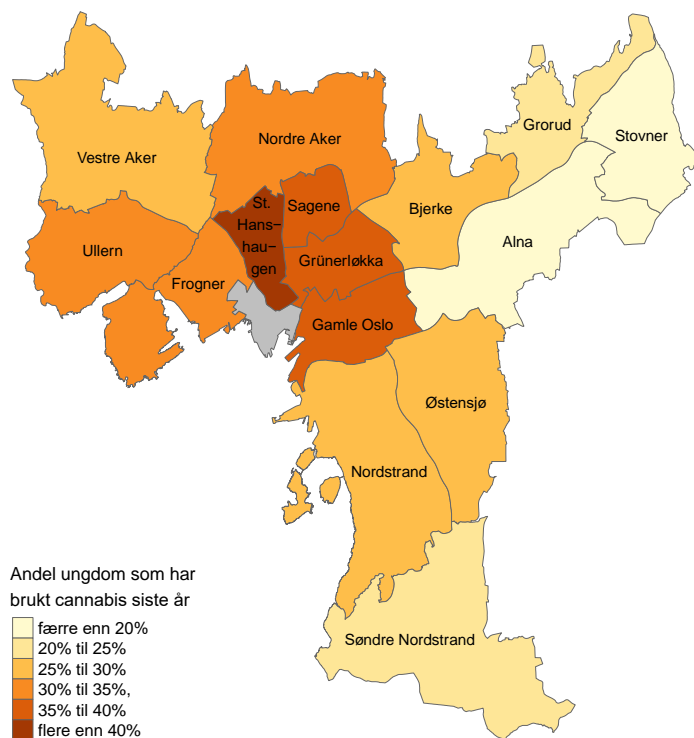 Grorud
Stovner
Nordre Aker
Vestre Aker
St.
Hans−
hau−
gen
Sagene
Bjerke
Alna
Ullern
Grünerløkka
Frogner
Gamle Oslo
Østensjø
Nordstrand
Søndre Nordstrand
Andel ungdom som har
brukt cannabis siste år
færre enn 20%
20% til 25%
25% til 30%
30% til 35%,
35% til 40%
flere enn 40%